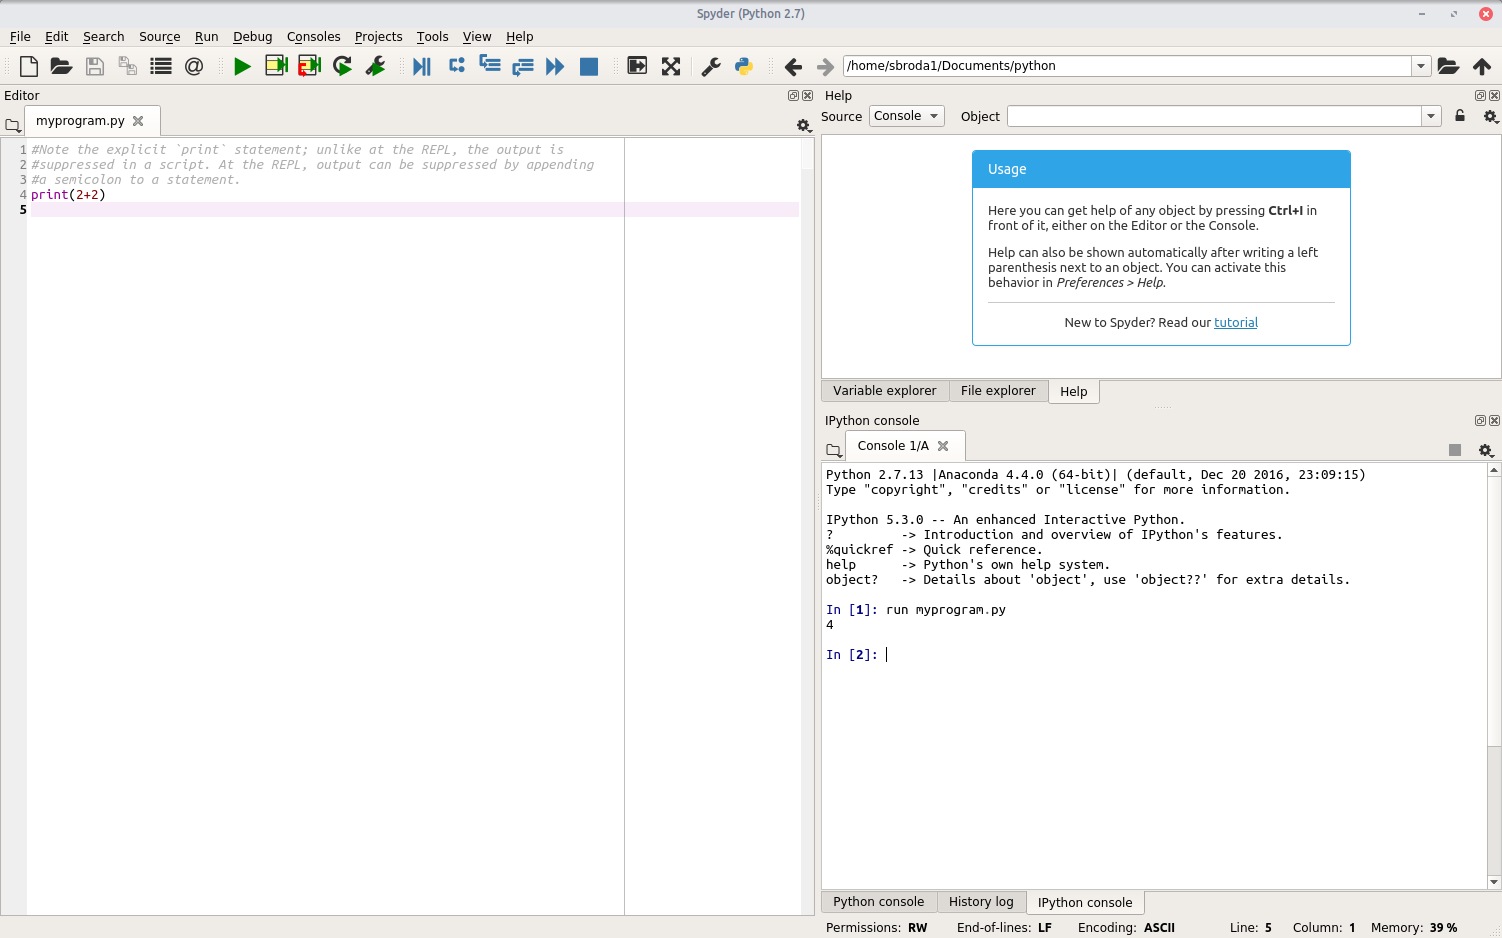 Spyder (Python 2.7)
File Edit Search Source Run Debug Consoles Projects Tools View Help
/home/sbroda1/Documents/python
Editor
myprogram.py
1 #Note the explicit `print` statement; unlike at the REPL, the output is
2 #suppressed in a script. At the REPL, output can be suppressed by appending
3 #a semicolon to a statement.
4 print(2+2)
5
Help
Source Console Object
Usage
Here you can get help of any object by pressing Ctrl+I in
front of it, either on the Editor or the Console.
Help can also be shown automatically after writing a left
parenthesis next to an object. You can activate this
behavior in Preferences > Help.
New to Spyder? Read our tutorial
Variable explorer File explorer Help
IPython console
Console 1/A
Python 2.7.13 |Anaconda 4.4.0 (64-bit)| (default, Dec 20 2016, 23:09:15)
Type "copyright", "credits" or "license" for more information.
IPython 5.3.0 -- An enhanced Interactive Python.
? -> Introduction and overview of IPython's features.
%quickref -> Quick reference.
help -> Python's own help system.
object? -> Details about 'object', use 'object??' for extra details.
In [1]: run myprogram.py
4
In [2]:
Python console History log IPython console
Permissions: RW End-of-lines: LF Encoding: ASCII Line: 5 Column: 1 Memory: 39 %